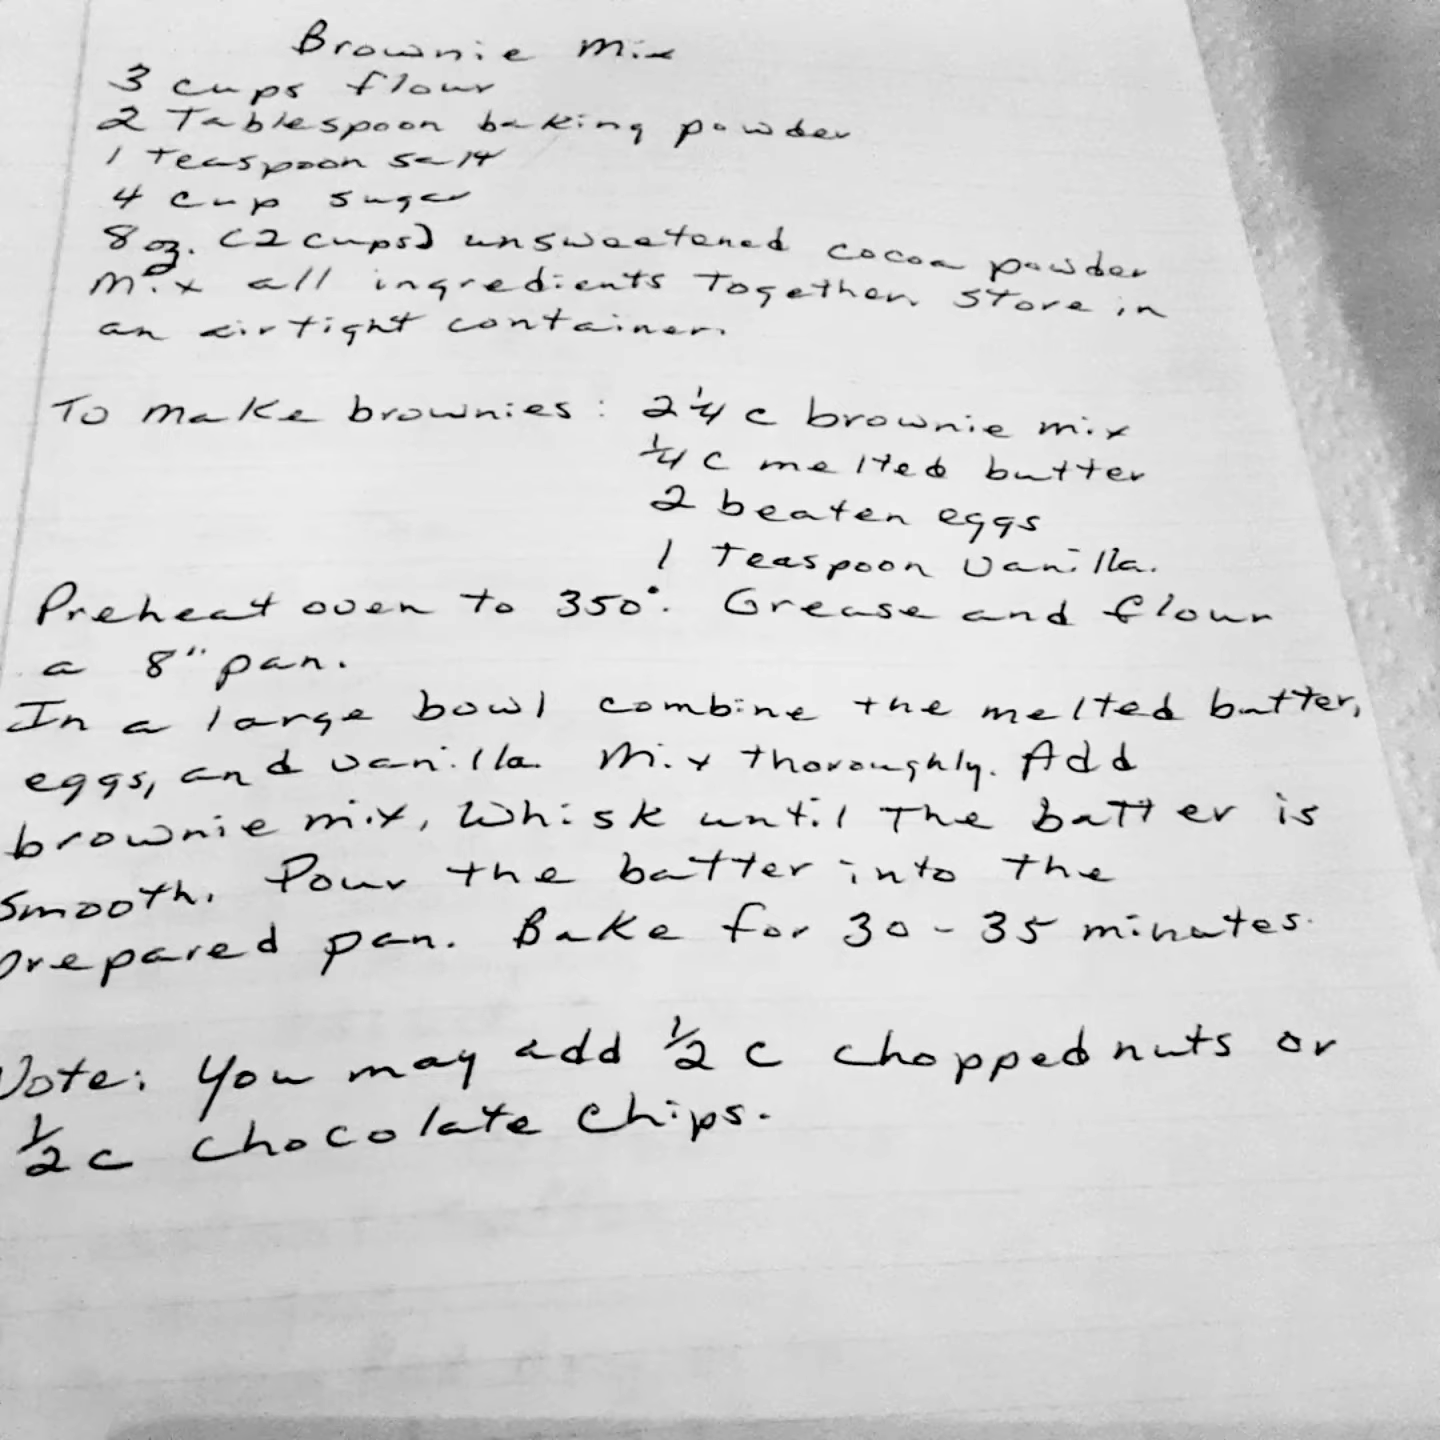 Brownie Mix
3 cups flour
2 Tablespoon baking powder
1 teaspoon salt
4 cup sugar
8 oz. (2 cups) unsweetened cocoa powder
Mix all ingredients together. Store in
an airtight container.
To make brownies: 2 1/4 c brownie mix
1/4 c melted butter
2 beaten eggs
1 teaspoon vanilla.
Preheat oven to 350°. Grease and flour
a 8" pan.
In a large bowl combine the melted butter,
eggs, and vanilla. Mix thoroughly. Add
brownie mix, Whisk until the batter is
smooth. Pour the batter into the
prepared pan. Bake for 30-35 minutes.
Note: You may add 1/2 c chopped nuts or
1/2 c chocolate chips.